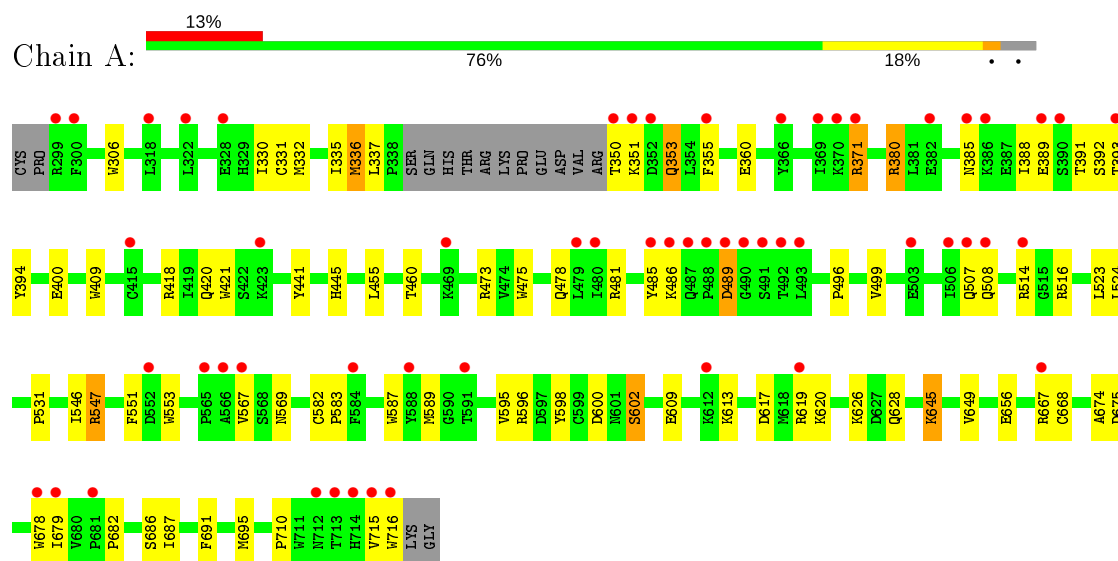 13%
Chain A:
76% 18% • •
CYS PRO R299 F300 W306 L318 L322 E328 H329 I330 C331 M332 I335 M336 L337 P338 SER GLN HIS THR ARG LYS PRO GLU ASP VAL ARG T350 K351 D352 Q353 L354 F355 E360 Y366 I369 K370 R371 R380 L381 E382 N385 K386 E387 I388 E389 S390 T391 S392 T393
Y394 E400 W409 C415 R418 I419 Q420 W421 S422 K423 Y441 H445 L455 T460 K469 R473 V474 W475 Q478 L479 I480 R481 Y485 K486 Q487 P488 D489 G490 S491 T492 L493 P496 V499 E503 I506 Q507 Q508 R514 G515 R516 L523 L524
P531 I546 R547 F551 D552 W553 P565 A566 V567 S568 N569 C582 P583 F584 W587 Y588 M589 G590 T591 V595 R596 D597 Y598 C599 D600 N601 S602 E609 K612 K613 D617 M618 R619 K620 K626 D627 Q628 K645 V649 E656 R667 C668 A674
W678 I679 V680 P681 P682 S686 I687 F691 M695 P710 W711 N712 T713 H714 V715 W716 LYS GLY